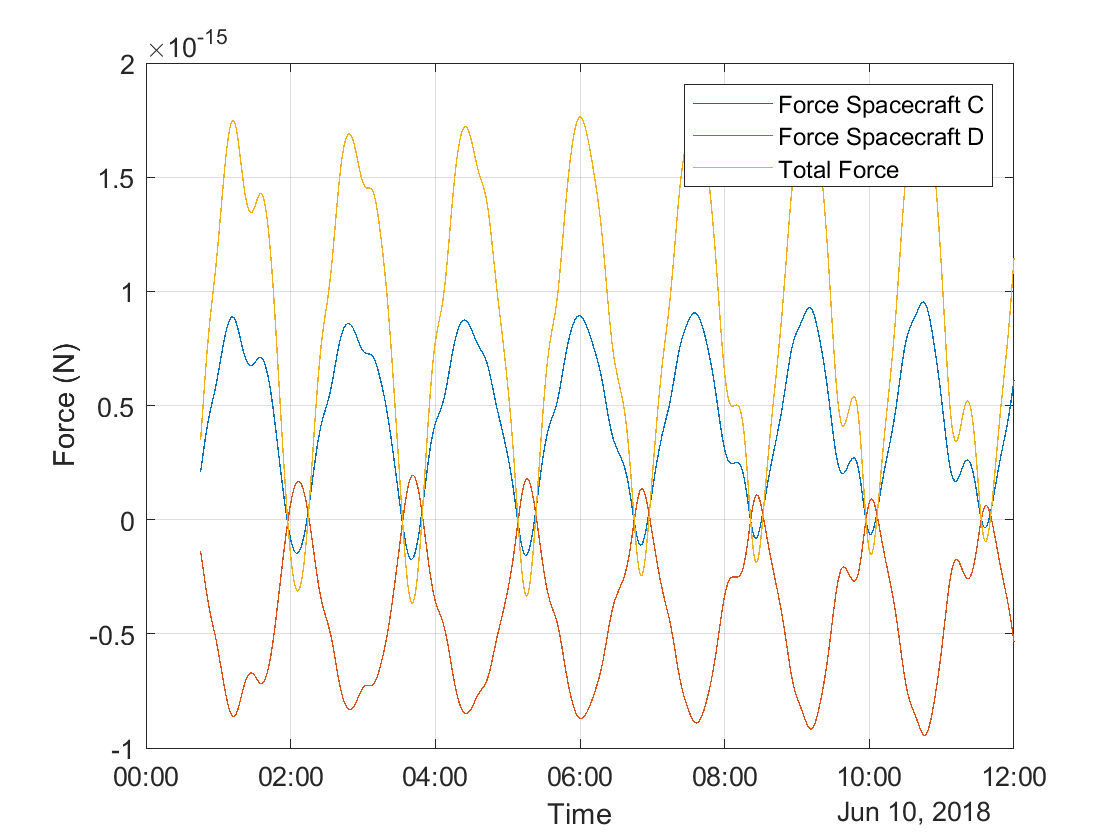 ×10-15
2
1.5
1
0.5
0
-0.5
-1
Force (N)
Force Spacecraft C
Force Spacecraft D
Total Force
00:00 02:00 04:00 06:00 08:00 10:00 12:00
Time
Jun 10, 2018